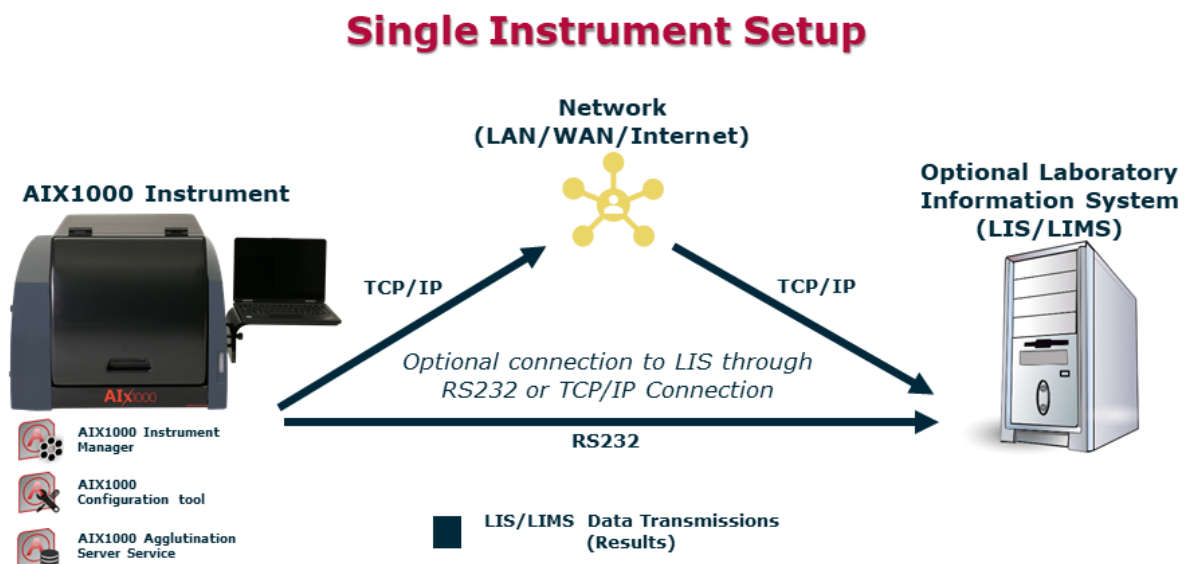 Single Instrument Setup
Network
(LAN/WAN/Internet)
AIX1000 Instrument
Optional Laboratory
Information System
(LIS/LIMS)
TCP/IP
TCP/IP
Optional connection to LIS through
RS232 or TCP/IP Connection
AIx1000
RS232
AIX1000 Instrument
Manager
AIX1000
Configuration tool
AIX1000 Agglutination
Server Service
LIS/LIMS Data Transmissions
(Results)